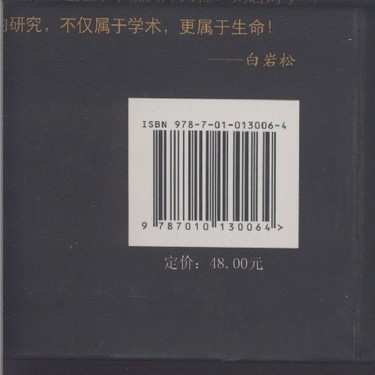 的研究，不仅属于学术，更属于生命！
——白岩松
ISBN 978-7-01-013006-4
9 787010 130064 >
定价：48.00元